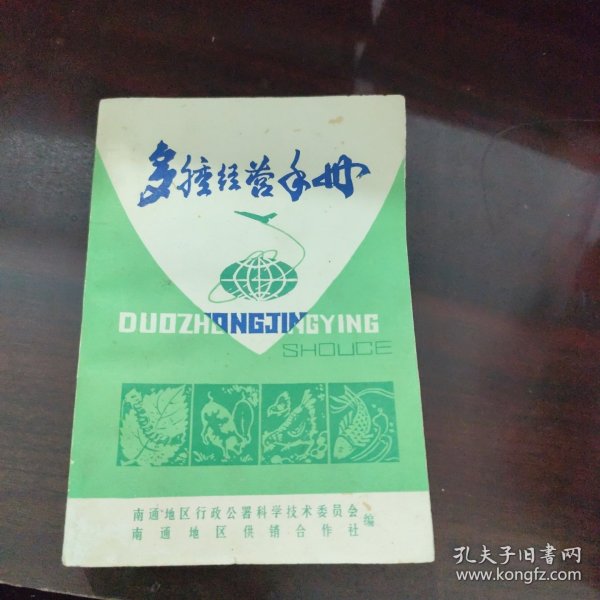 多种经营手册
DUOZHONGJINGYING
SHOUCE
南通地区行政公署科学技术委员会
南通地区供销合作社
编
孔夫子旧书网
www.kongfz.com